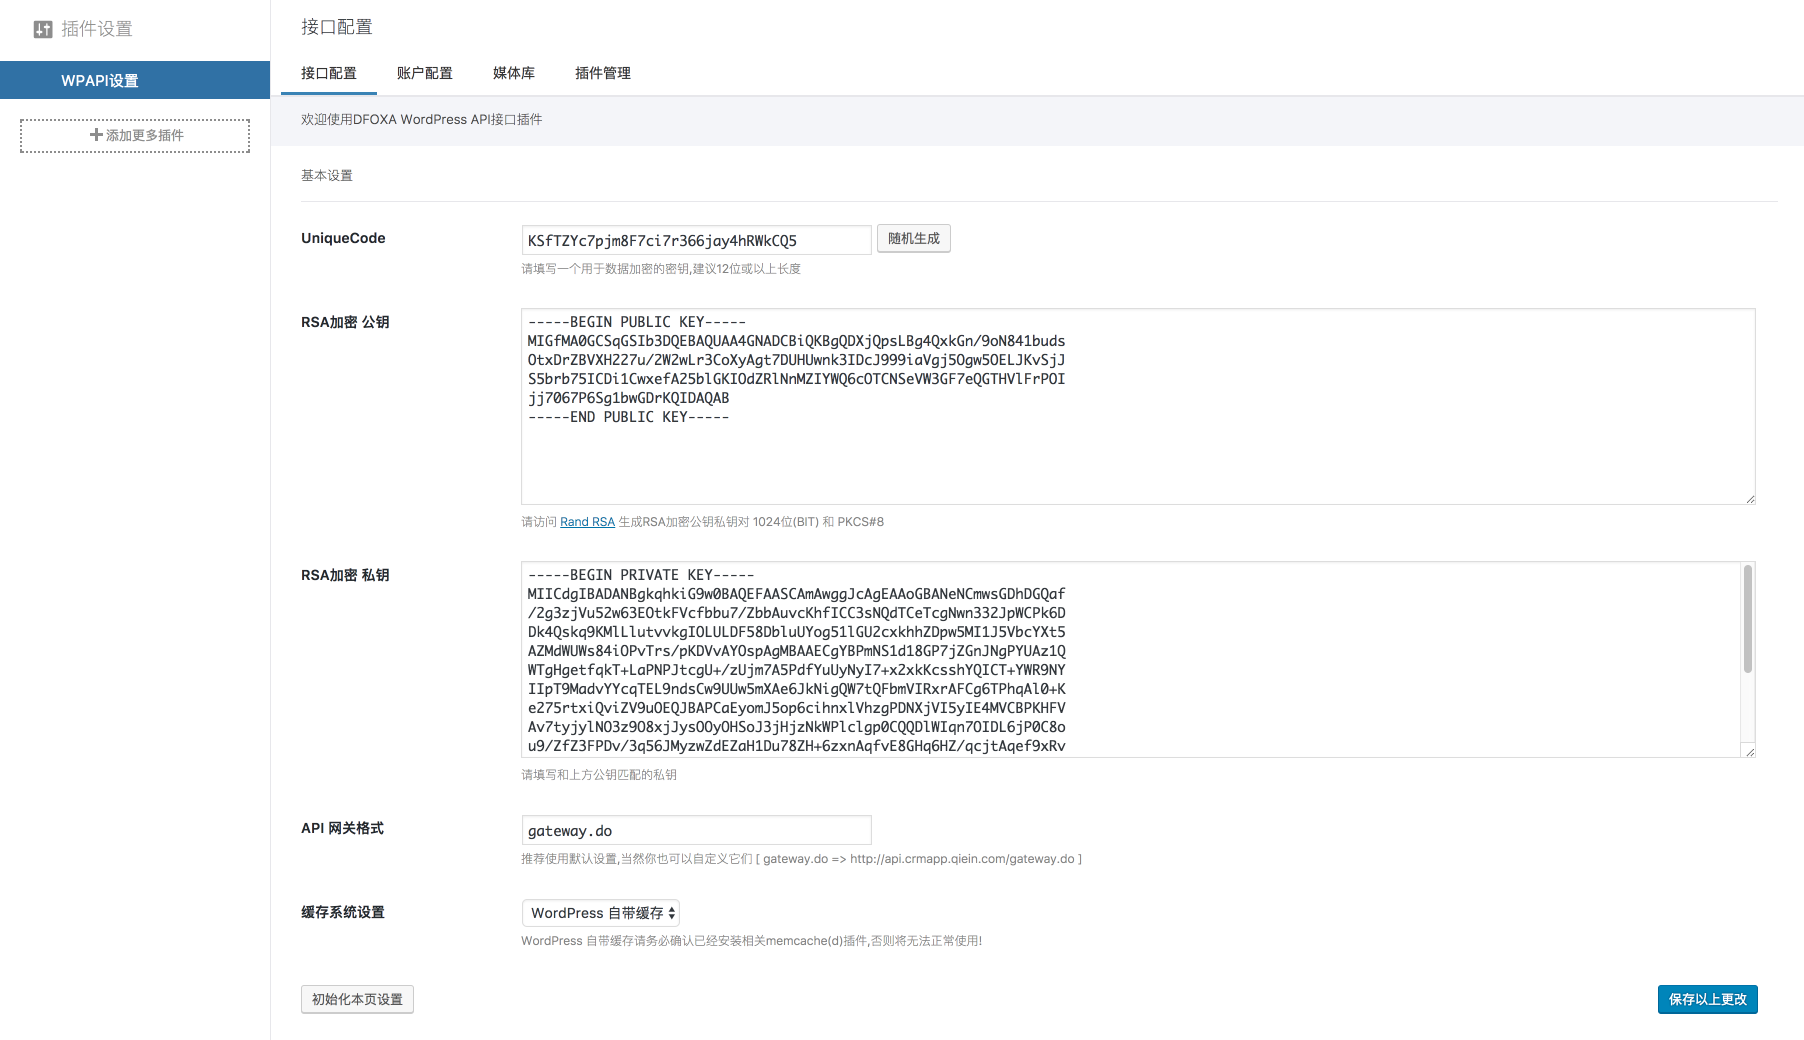 插件设置
WPAPI设置
添加更多插件
接口配置
接口配置 账户配置 媒体库 插件管理
欢迎使用DFOXA WordPress API接口插件
基本设置
UniqueCode
KSfTZYc7pjm8F7ci7r366jay4hRWkCQ5 随机生成
请填写一个用于数据加密的密钥,建议12位或以上长度
RSA加密 公钥
-----BEGIN PUBLIC KEY-----
MIGfMA0GCSqGSIb3DQEBAQUAA4GNADCBiQKBgQDXjQpsLBg4QxkGn/9oN841buds
OtxDrZBVXH227u/2W2wLr3CoXyAgt7DUHUwnk3IDcJ999iaVgj5Ogw5OELJKvSjJ
S5brb75ICDi1CwxefA25blGKIOdZRlNnMZIYWQ6cOTCNSeVW3GF7eQGTHVlFrPOI
jj7067P6Sg1bwGDrKQIDAQAB
-----END PUBLIC KEY-----
请访问 Rand RSA 生成RSA加密公钥私钥对 1024位(BIT) 和 PKCS#8
RSA加密 私钥
-----BEGIN PRIVATE KEY-----
MIICdgIBADANBgkqhkiG9w0BAQEFAASCAmAwggJcAgEAAoGBANeNCmwsGDhDGQaf
/2g3zjVu52w63EOtkFVcfbbu7/ZbbAuvcKhfICC3sNQdTCeTcgNwn332JpWCPk6D
Dk4Qskq9KMlLlutvvkgIOLULDF58DbluUYog51lGU2cxkhhZDpw5MI1J5VbcYXt5
AZMdWUWs84iOPvTrs/pKDVvAYOspAgMBAAECgYBPmNS1d18GP7jZGnJNgPYUAz1Q
WTgHgetfqkT+LaPNPJtcgU+/zUjm7A5PdfYuUyNyI7+x2xkKcsshYQICT+YWR9NY
IIpT9MadvYYcqTEL9ndsCw9UUw5mXAe6JkNigQW7tQFbmVIRxrAFCg6TPhqAl0+K
e275rtxiQviZV9uOEQJBAPCaEyomJ5op6cihnxlVhzgPDNXjVI5yIE4MVCBPKHFV
Av7tyjylNO3z9O8xjJysOOyOHSoJ3jHjzNkWPlclgp0CQQDlWIqn7OIDL6jP0C8o
u9/ZfZ3FPDv/3q56JMyzwZdEZaH1Du78ZH+6zxnAqfvE8GHq6HZ/qcjtAqef9xRv
请填写和上方公钥匹配的私钥
API 网关格式
gateway.do
推荐使用默认设置,当然你也可以自定义它们 [ gateway.do => http://api.crmapp.qiein.com/gateway.do ]
缓存系统设置
WordPress 自带缓存
WordPress 自带缓存请务必确认已经安装相关memcache(d)插件,否则将无法正常使用!
初始化本页设置 保存以上更改